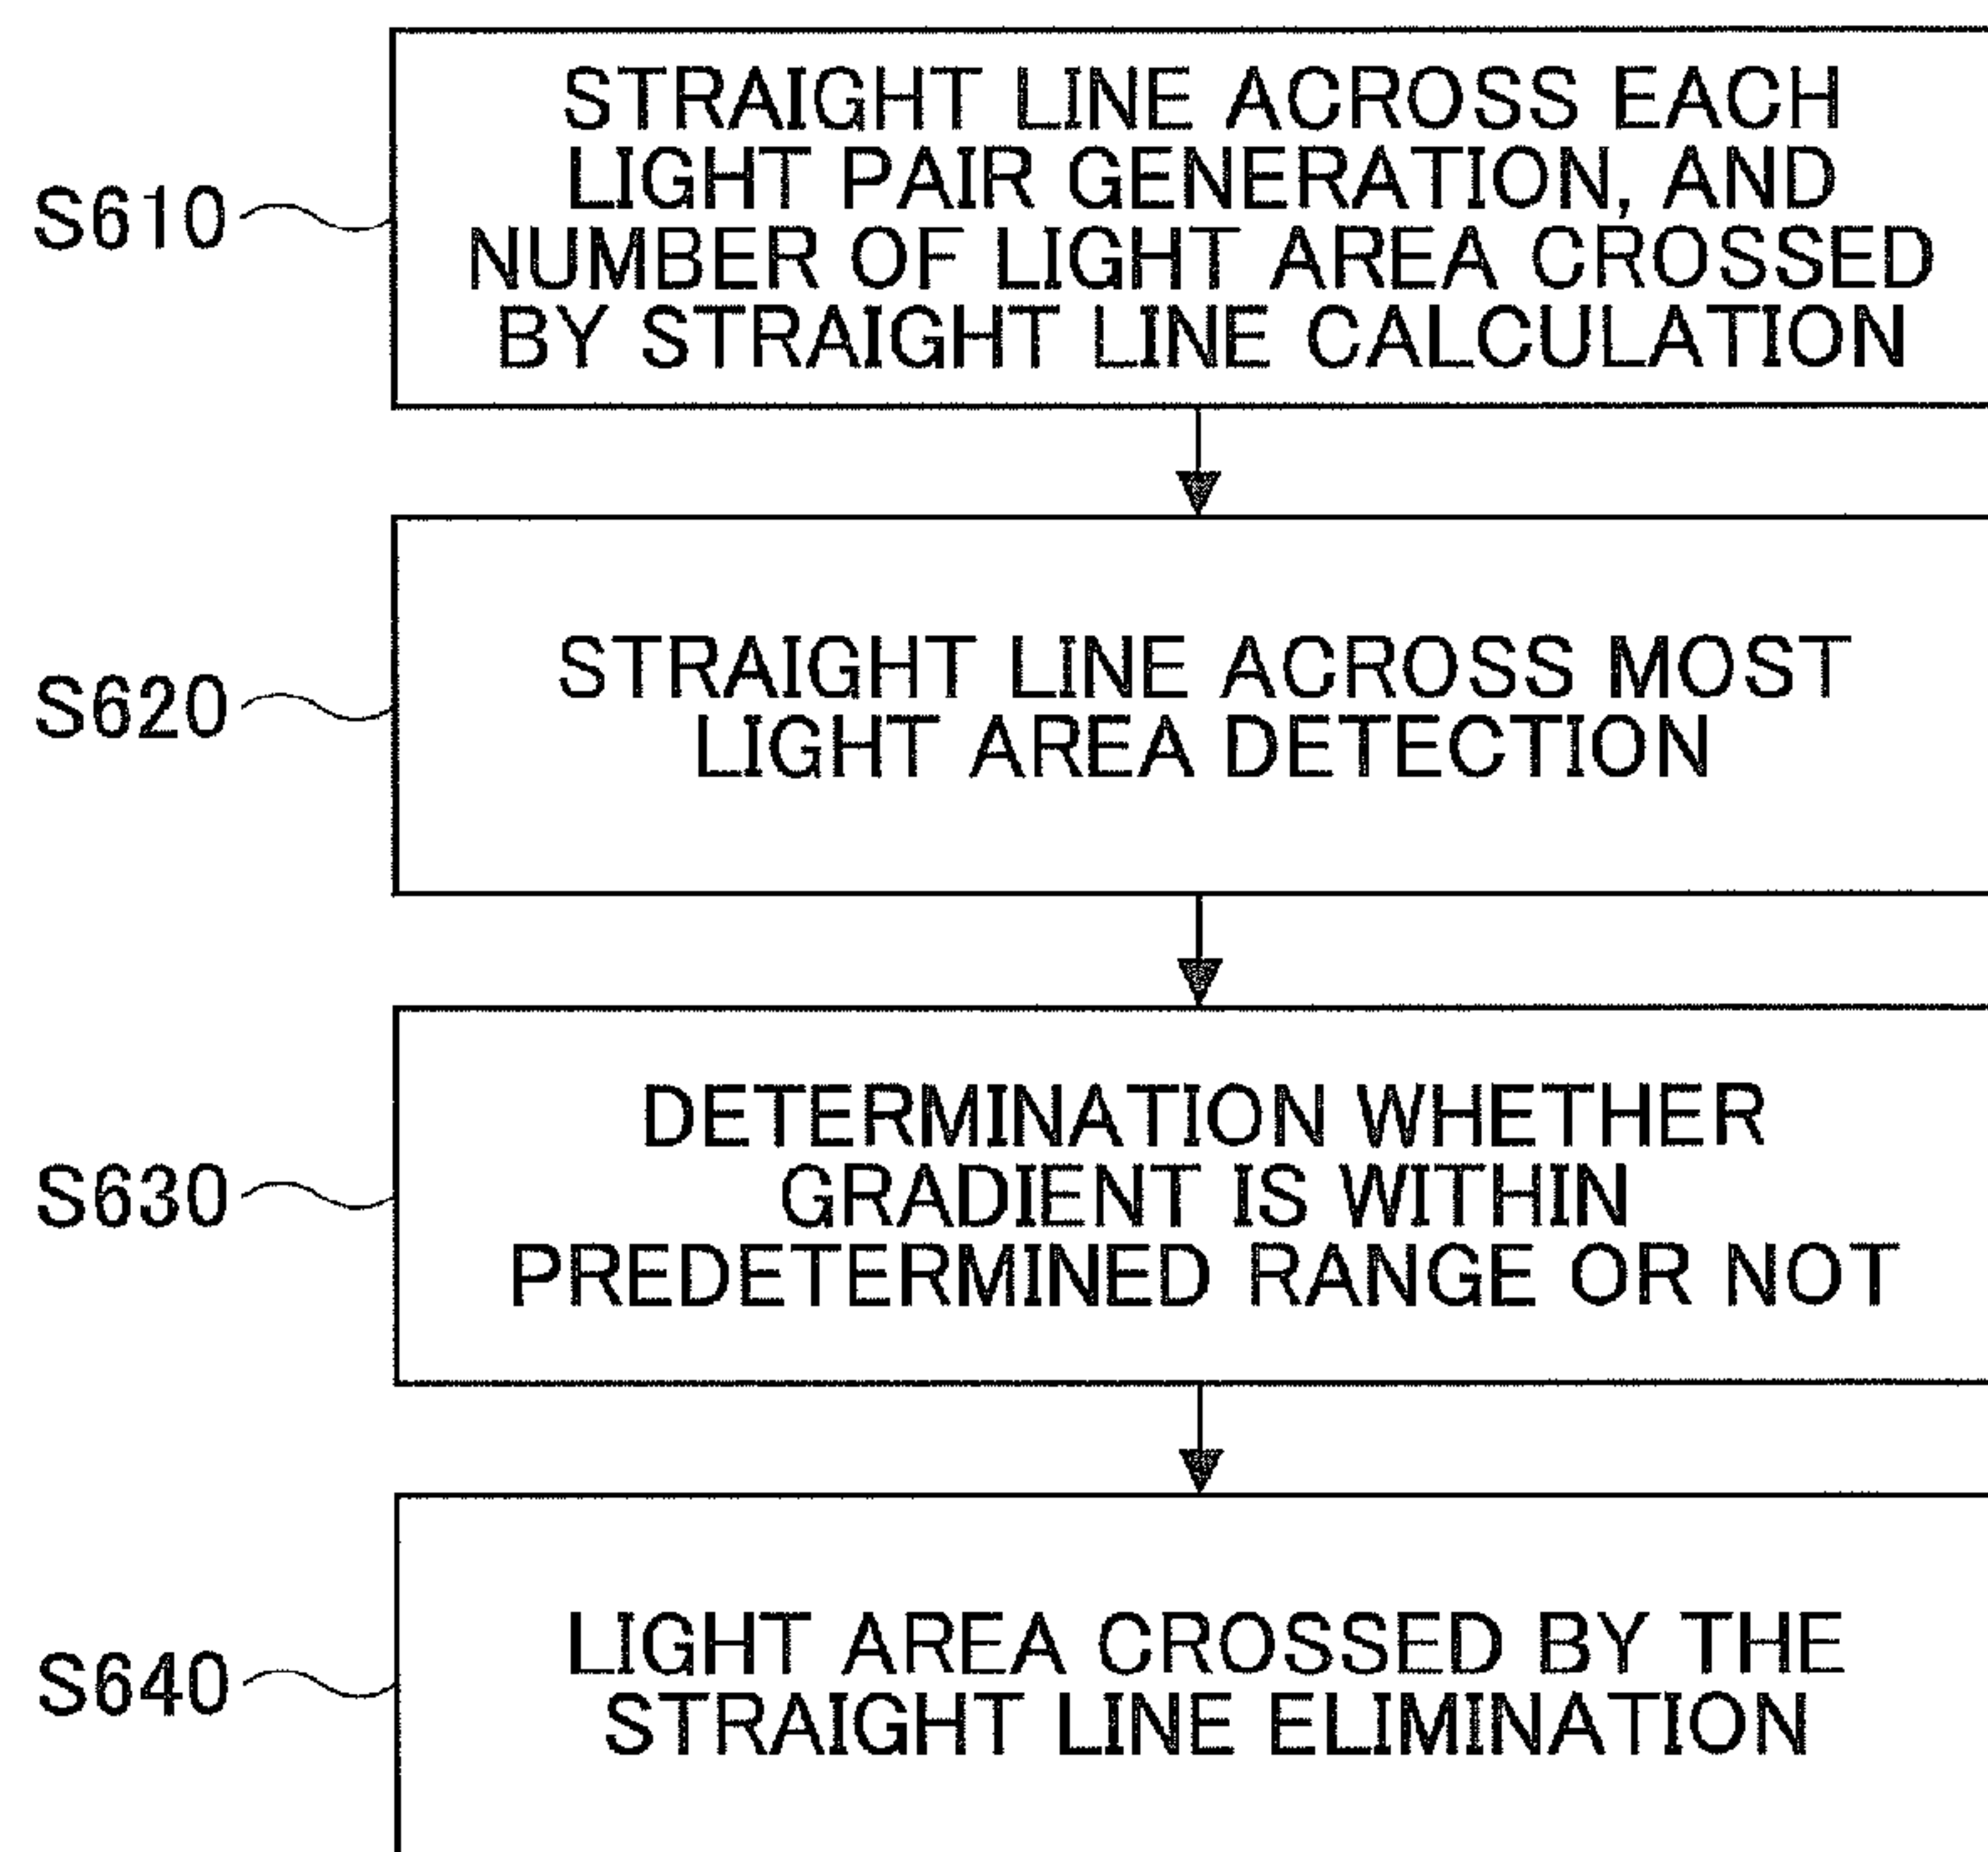 S610
STRAIGHT LINE ACROSS EACH
LIGHT PAIR GENERATION, AND
NUMBER OF LIGHT AREA CROSSED
BY STRAIGHT LINE CALCULATION
S620
STRAIGHT LINE ACROSS MOST
LIGHT AREA DETECTION
S630
DETERMINATION WHETHER
GRADIENT IS WITHIN
PREDETERMINED RANGE OR NOT
S640
LIGHT AREA CROSSED BY THE
STRAIGHT LINE ELIMINATION